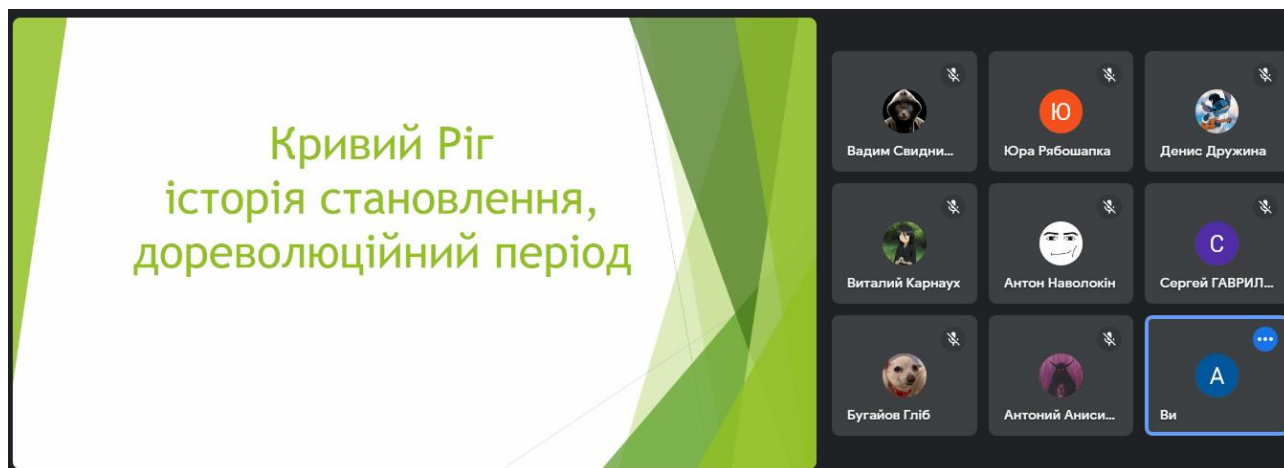 Кривий Ріг
історія становлення,
дореволюційний період
Вадим Свидни...
Ю
Юра Рябошапка
Денис Дружина
Виталий Карнаух
Антон Наволокін
С
Сергей ГАВРИЛ...
Бугайов Гліб
Антоний Аниси...
А
Ви